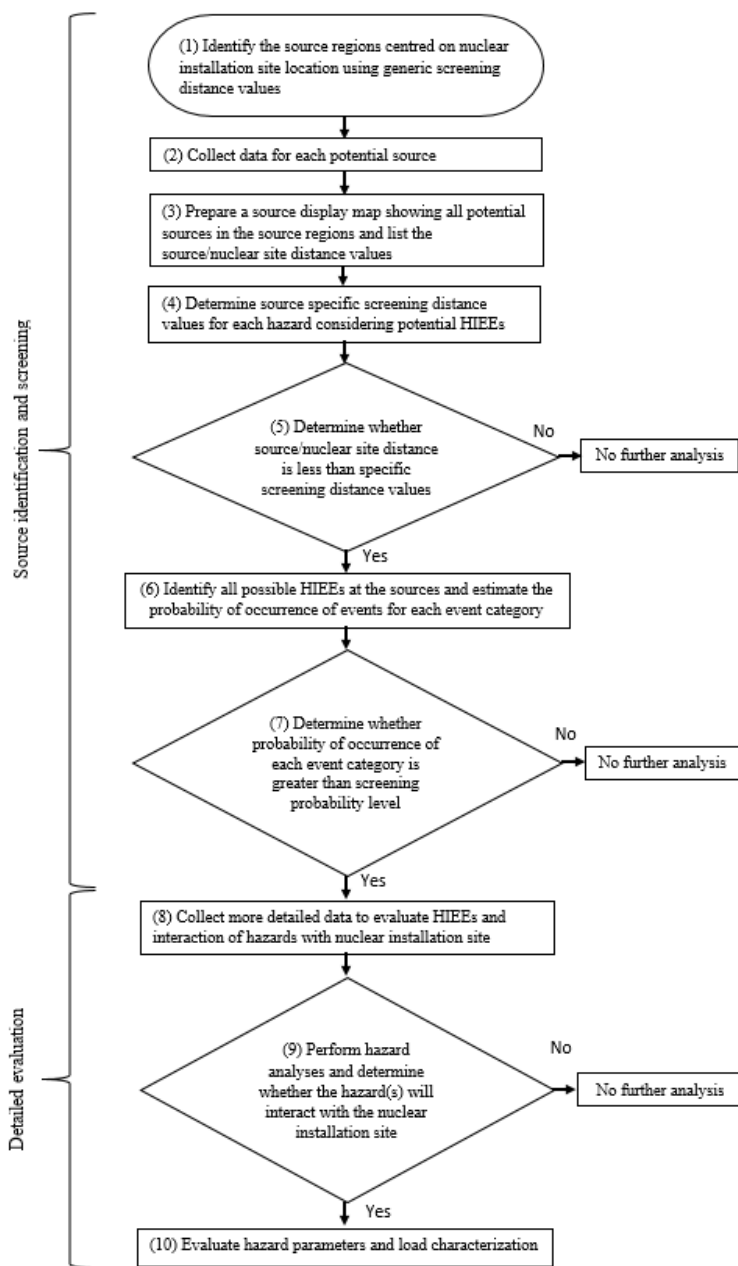 (1) Identify the source regions centred on nuclear
installation site location using generic screening
distance values
(2) Collect data for each potential source
(3) Prepare a source display map showing all potential
sources in the source regions and list the
source/nuclear site distance values
(4) Determine source specific screening distance
values for each hazard considering potential HIEEs
Source identification and screening
(5) Determine whether
source/nuclear site distance
is less than specific
screening distance values
No
No further analysis
Yes
(6) Identify all possible HIEEs at the sources and estimate the
probability of occurrence of events for each event category
(7) Determine whether
probability of occurrence of
each event category is
greater than screening
probability level
No
No further analysis
Yes
(8) Collect more detailed data to evaluate HIEEs and
interaction of hazards with nuclear installation site
Detailed evaluation
(9) Perform hazard
analyses and determine
whether the hazard(s) will
interact with the nuclear
installation site
No
No further analysis
Yes
(10) Evaluate hazard parameters and load characterization